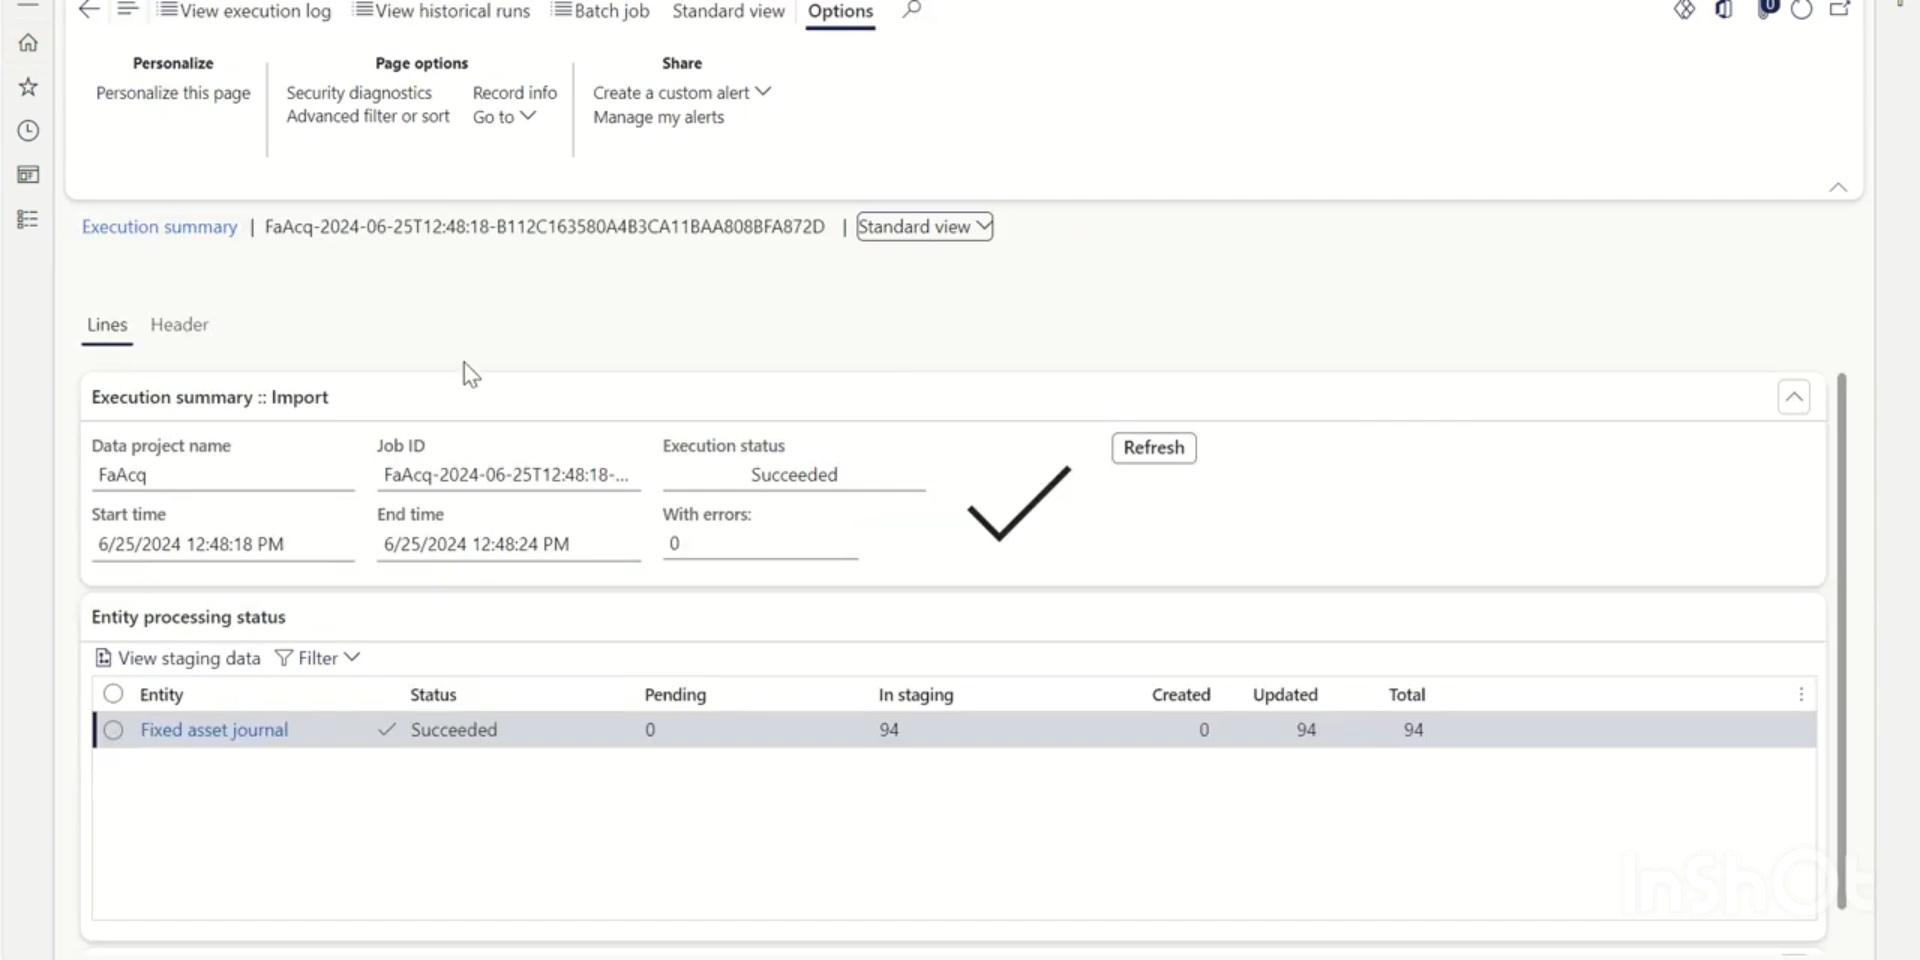 View execution log View historical runs Batch job Standard view Options
0
Personalize Page options Share
Personalize this page Security diagnostics Record info Create a custom alert
Advanced filter or sort Go to Manage my alerts
Execution summary | FaAcq-2024-06-25T12:48:18-B112C163580A4B3CA11BAA808BFA872D | Standard view
Lines Header
Execution summary :: Import
Data project name Job ID Execution status Refresh
FaAcq FaAcq-2024-06-25T12:48:18-... Succeeded
Start time End time With errors:
6/25/2024 12:48:18 PM 6/25/2024 12:48:24 PM 0
Entity processing status
View staging data Filter
Entity Status Pending In staging Created Updated Total
Fixed asset journal Succeeded 0 94 0 94 94
InShOt